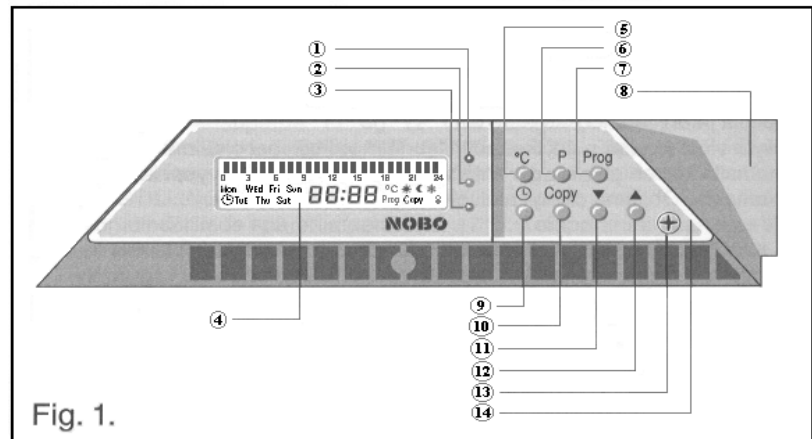 ①
②
③
⑤
⑥
⑦
⑧
°C P Prog
0 3 6 9 12 15 18 21 24
Mon Wed Fri Sun 88:88 °C
Tue Thu Sat Prog Copy
Copy ▼ ▲
NOBO
④
⑨
⑩
⑪
⑫
⑬
⑭
Fig. 1.